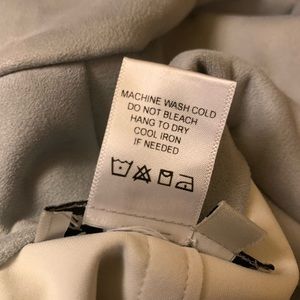 MACHINE WASH COLD
DO NOT BLEACH
HANG TO DRY
COOL IRON
IF NEEDED